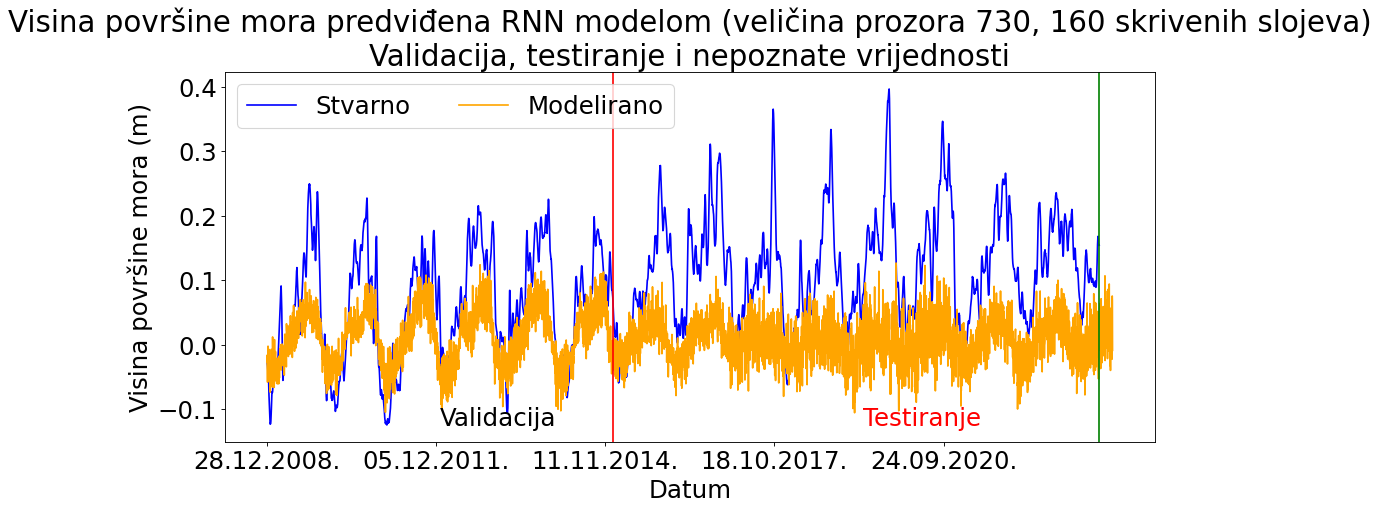 Visina površine mora predviđena RNN modelom (veličina prozora 730, 160 skrivenih slojeva)
Validacija, testiranje i nepoznate vrijednosti
Stvarno
Modelirano
Visina površine mora (m)
0.4
0.3
0.2
0.1
0.0
−0.1
Validacija
Testiranje
28.12.2008.
05.12.2011.
11.11.2014.
18.10.2017.
24.09.2020.
Datum